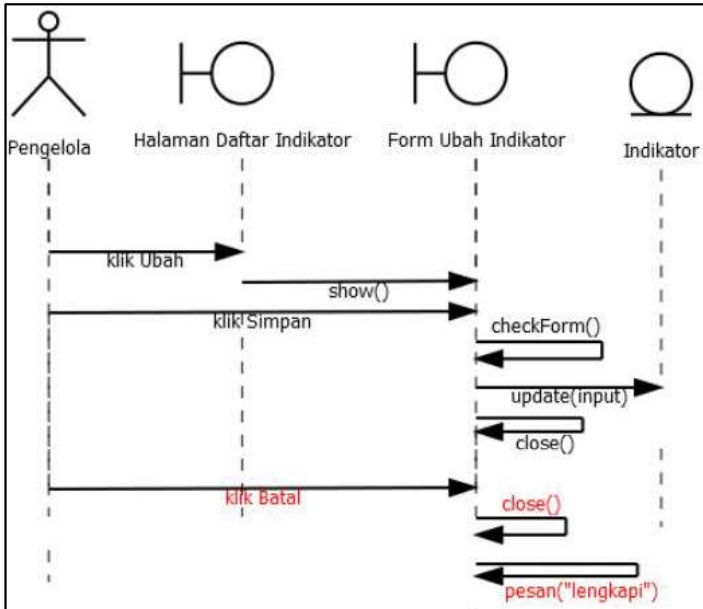 Pengelola
Halaman Daftar Indikator
Form Ubah Indikator
Indikator
klik Ubah
show()
klik Simpan
checkForm()
update(input)
close()
klik Batal
close()
pesan("lengkapi")